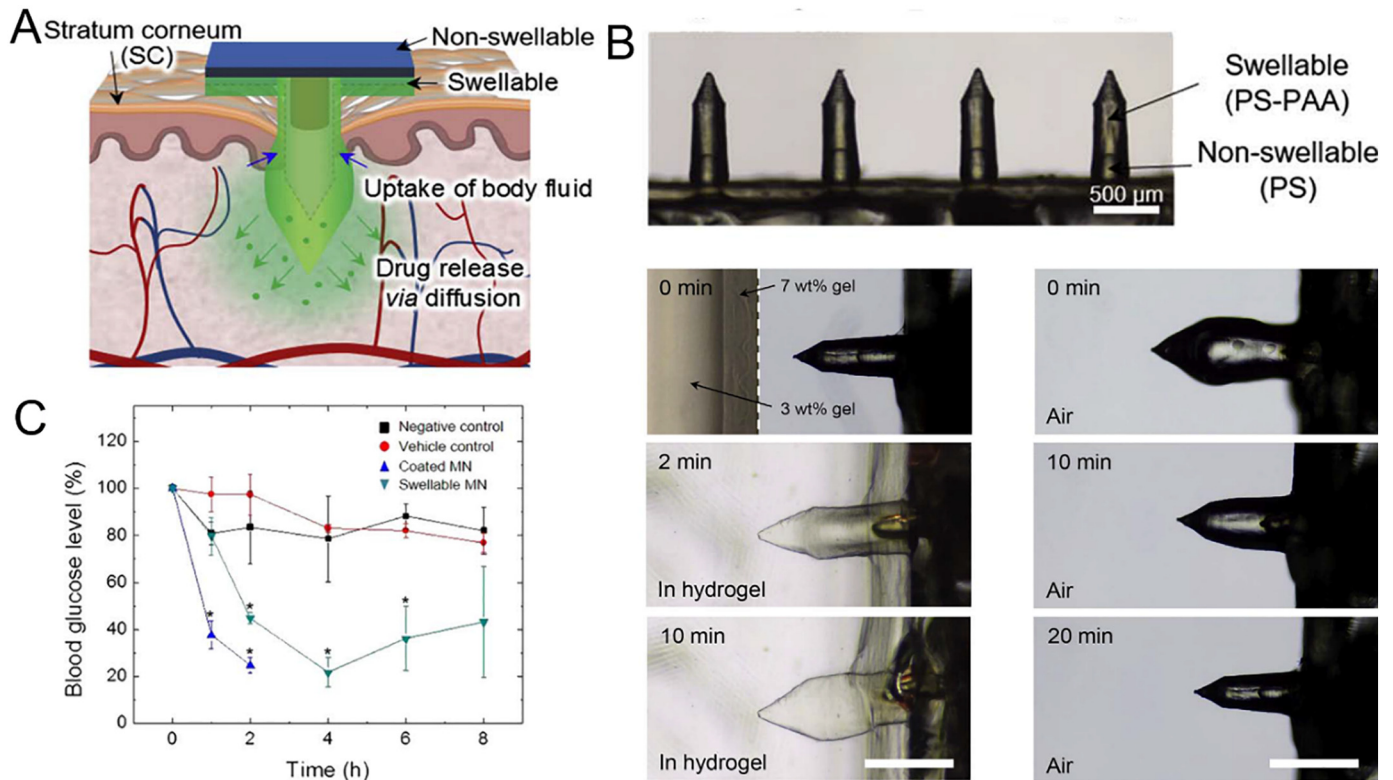 A
Stratum corneum
(SC)
Non-swellable
Swellable
Uptake of body fluid
Drug release
via diffusion
B
Swellable
(PS-PAA)
Non-swellable
(PS)
500 µm
0 min
7 wt% gel
3 wt% gel
2 min
In hydrogel
10 min
In hydrogel
0 min
Air
10 min
Air
20 min
Air
C
Negative control
Vehicle control
Coated MN
Swellable MN
Blood glucose level (%)
120
100
80
60
40
20
0
* * * * *
0 2 4 6 8
Time (h)